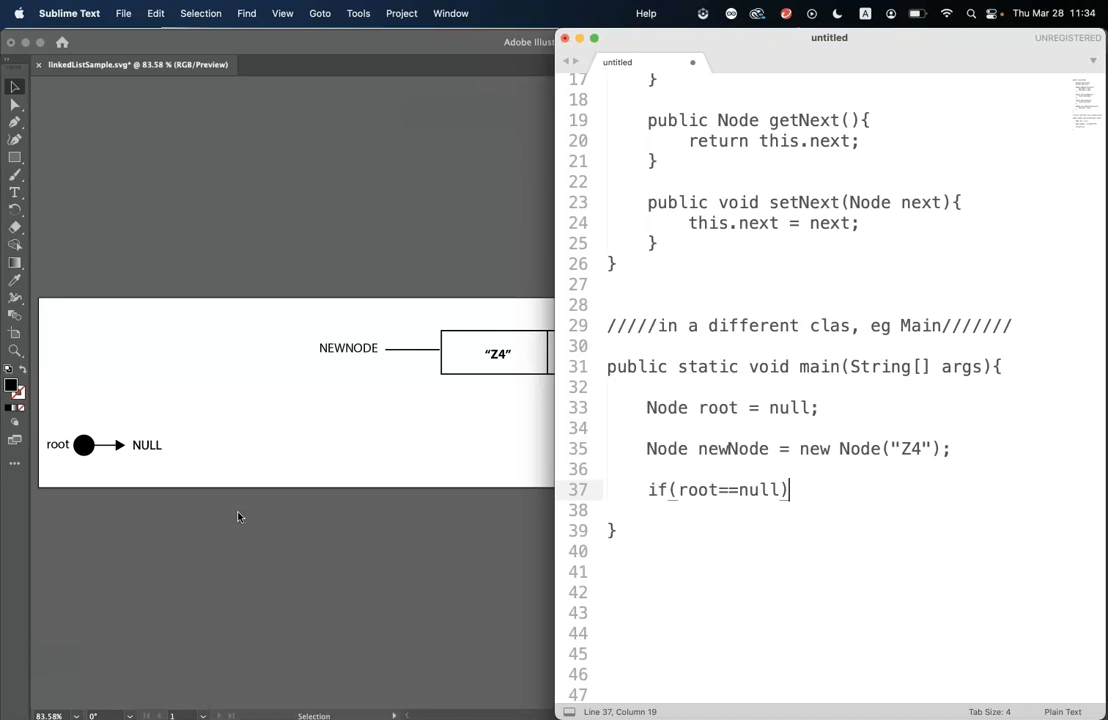 Sublime Text File Edit Selection Find View Goto Tools Project Window Help A Thu Mar 28 11:34
Adobe Illust
untitled
UNREGISTERED
× linkedListSample.svg* @ 83.58 % (RGB/Preview)
untitled
17 }
18
19 public Node getNext(){
20 return this.next;
21 }
22
23 public void setNext(Node next){
24 this.next = next;
25 }
26 }
27
28
29 /////in a different clas, eg Main///////
30
31 public static void main(String[] args){
32
33 Node root = null;
34
35 Node newNode = new Node("Z4");
36
37 if(root==null)
38
39 }
40
41
42
43
44
45
46
47
NEWNODE “Z4”
root NULL
83.58% 0° 1 Selection
Line 37, Column 19 Tab Size: 4 Plain Text